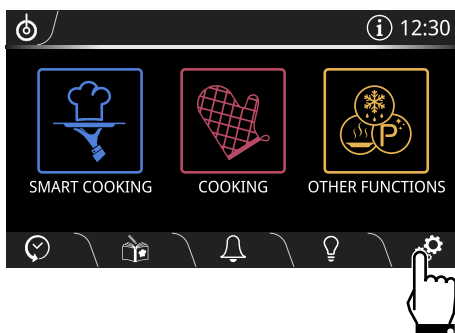 i 12:30
SMART COOKING
COOKING
OTHER FUNCTIONS
P